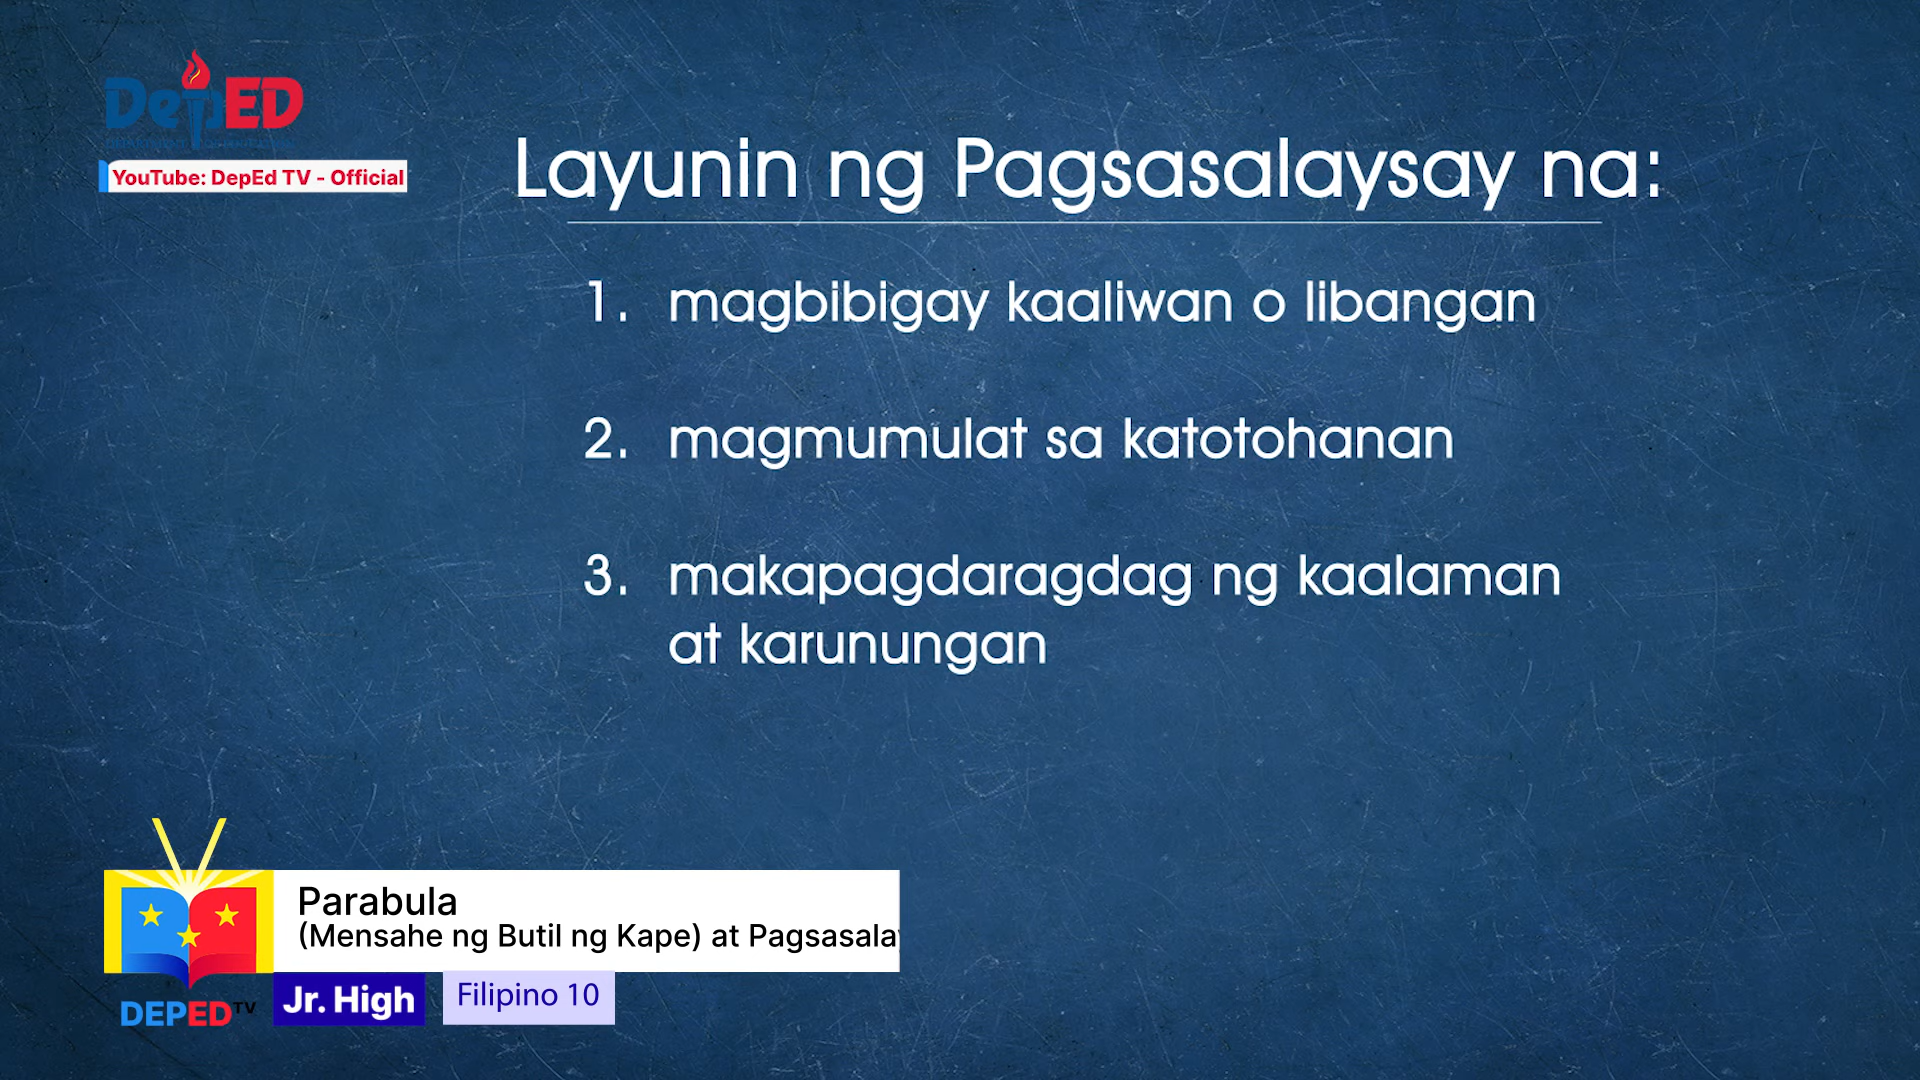 DepED
YouTube: DepEd TV - Official
Layunin ng Pagsasalaysay na:
1. magbibigay kaaliwan o libangan
2. magmumulat sa katotohanan
3. makapagdaragdag ng kaalaman
at karunungan
Parabula
(Mensahe ng Butil ng Kape) at Pagsasala
DEPED TV
Jr. High
Filipino 10